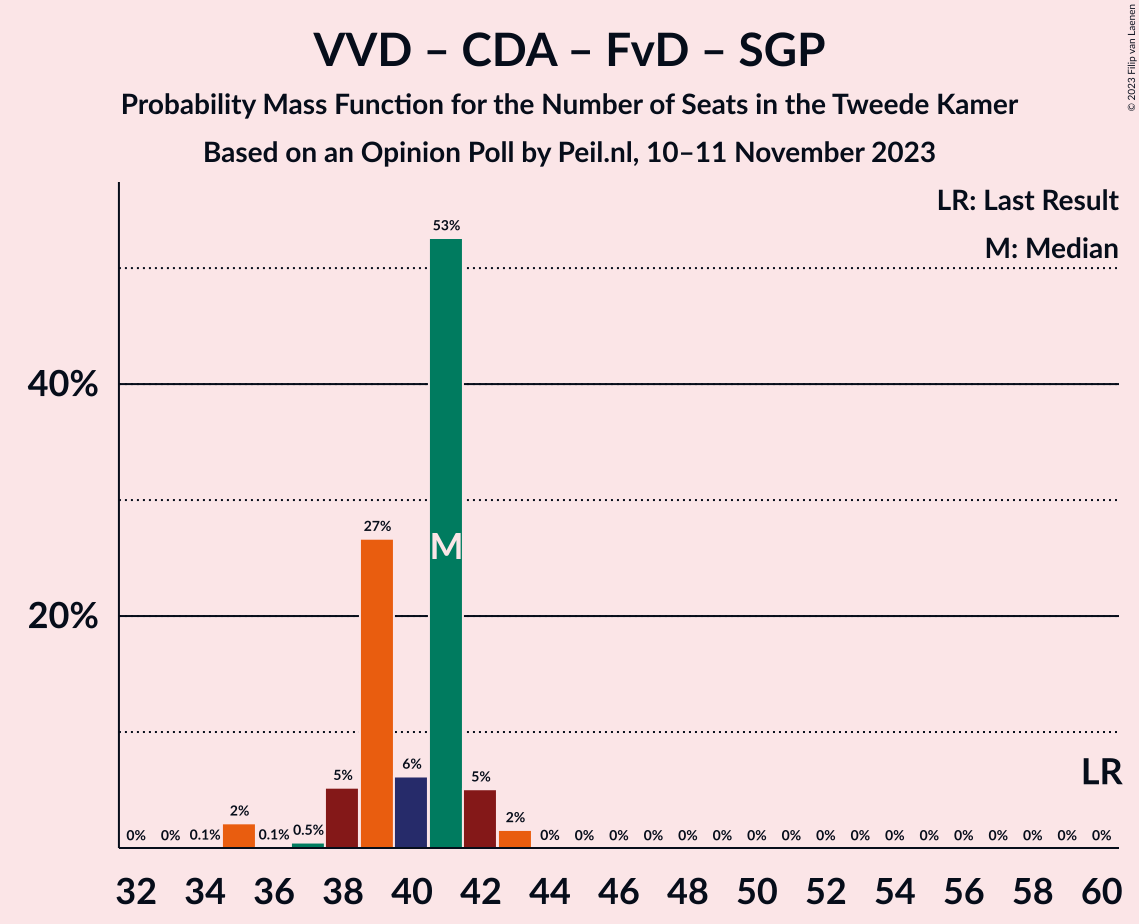 VVD – CDA – FvD – SGP
Probability Mass Function for the Number of Seats in the Tweede Kamer
Based on an Opinion Poll by Peil.nl, 10–11 November 2023
© 2023 Filip van Laenen
LR: Last Result
M: Median
53%
40%
27%
M
20%
LR
6%
5%
5%
2%
2%
0% 0% 0.1% 0.1% 0.5% 0% 0% 0% 0% 0% 0% 0% 0% 0% 0% 0% 0% 0% 0% 0% 0% 0%
32 34 36 38 40 42 44 46 48 50 52 54 56 58 60